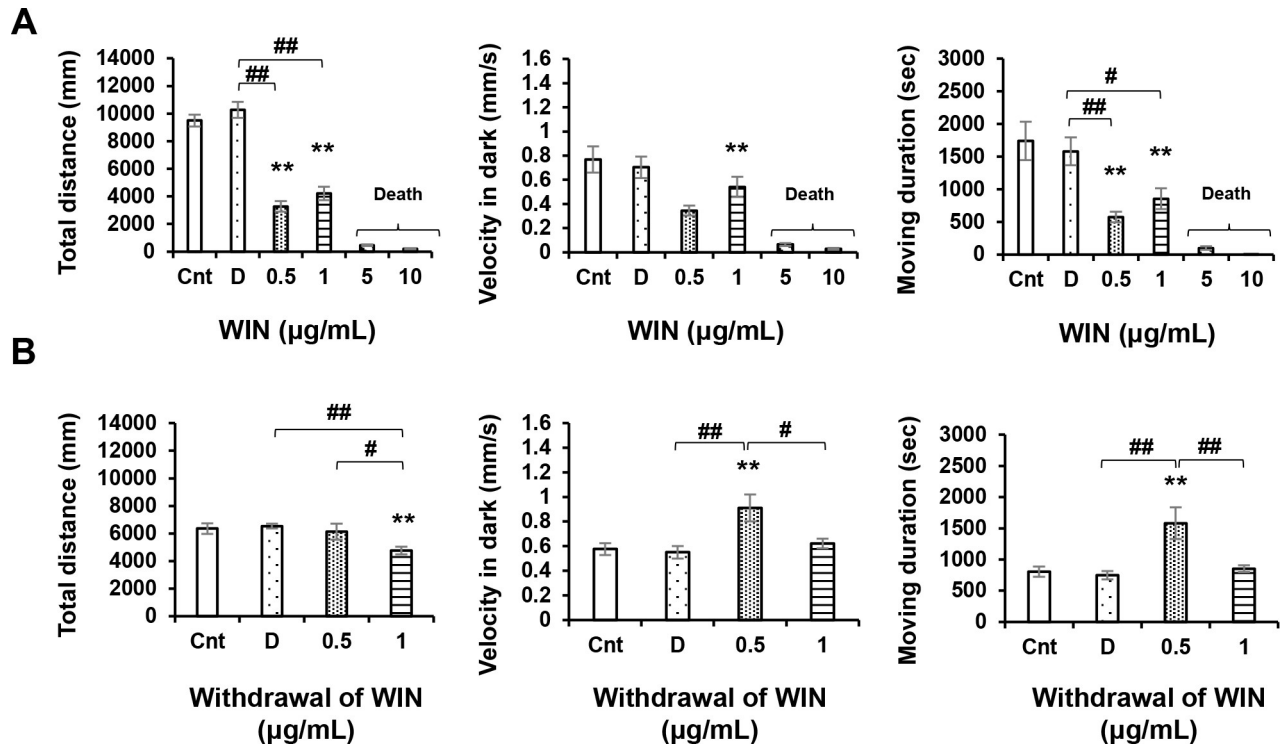 A
Total distance (mm)
14000
12000
10000
8000
6000
4000
2000
0
##
##
**
**
Death
Cnt D 0.5 1 5 10
WIN (µg/mL)
Velocity in dark (mm/s)
1.6
1.4
1.2
1
0.8
0.6
0.4
0.2
0
**
Death
Cnt D 0.5 1 5 10
WIN (µg/mL)
Moving duration (sec)
3000
2500
2000
1500
1000
500
0
#
##
**
**
Death
Cnt D 0.5 1 5 10
WIN (µg/mL)
B
Total distance (mm)
14000
12000
10000
8000
6000
4000
2000
0
##
#
**
Cnt D 0.5 1
Withdrawal of WIN
(µg/mL)
Velocity in dark (mm/s)
1.6
1.4
1.2
1
0.8
0.6
0.4
0.2
0
## #
**
Cnt D 0.5 1
Withdrawal of WIN
(µg/mL)
Moving duration (sec)
3000
2500
2000
1500
1000
500
0
## ##
**
Cnt D 0.5 1
Withdrawal of WIN
(µg/mL)